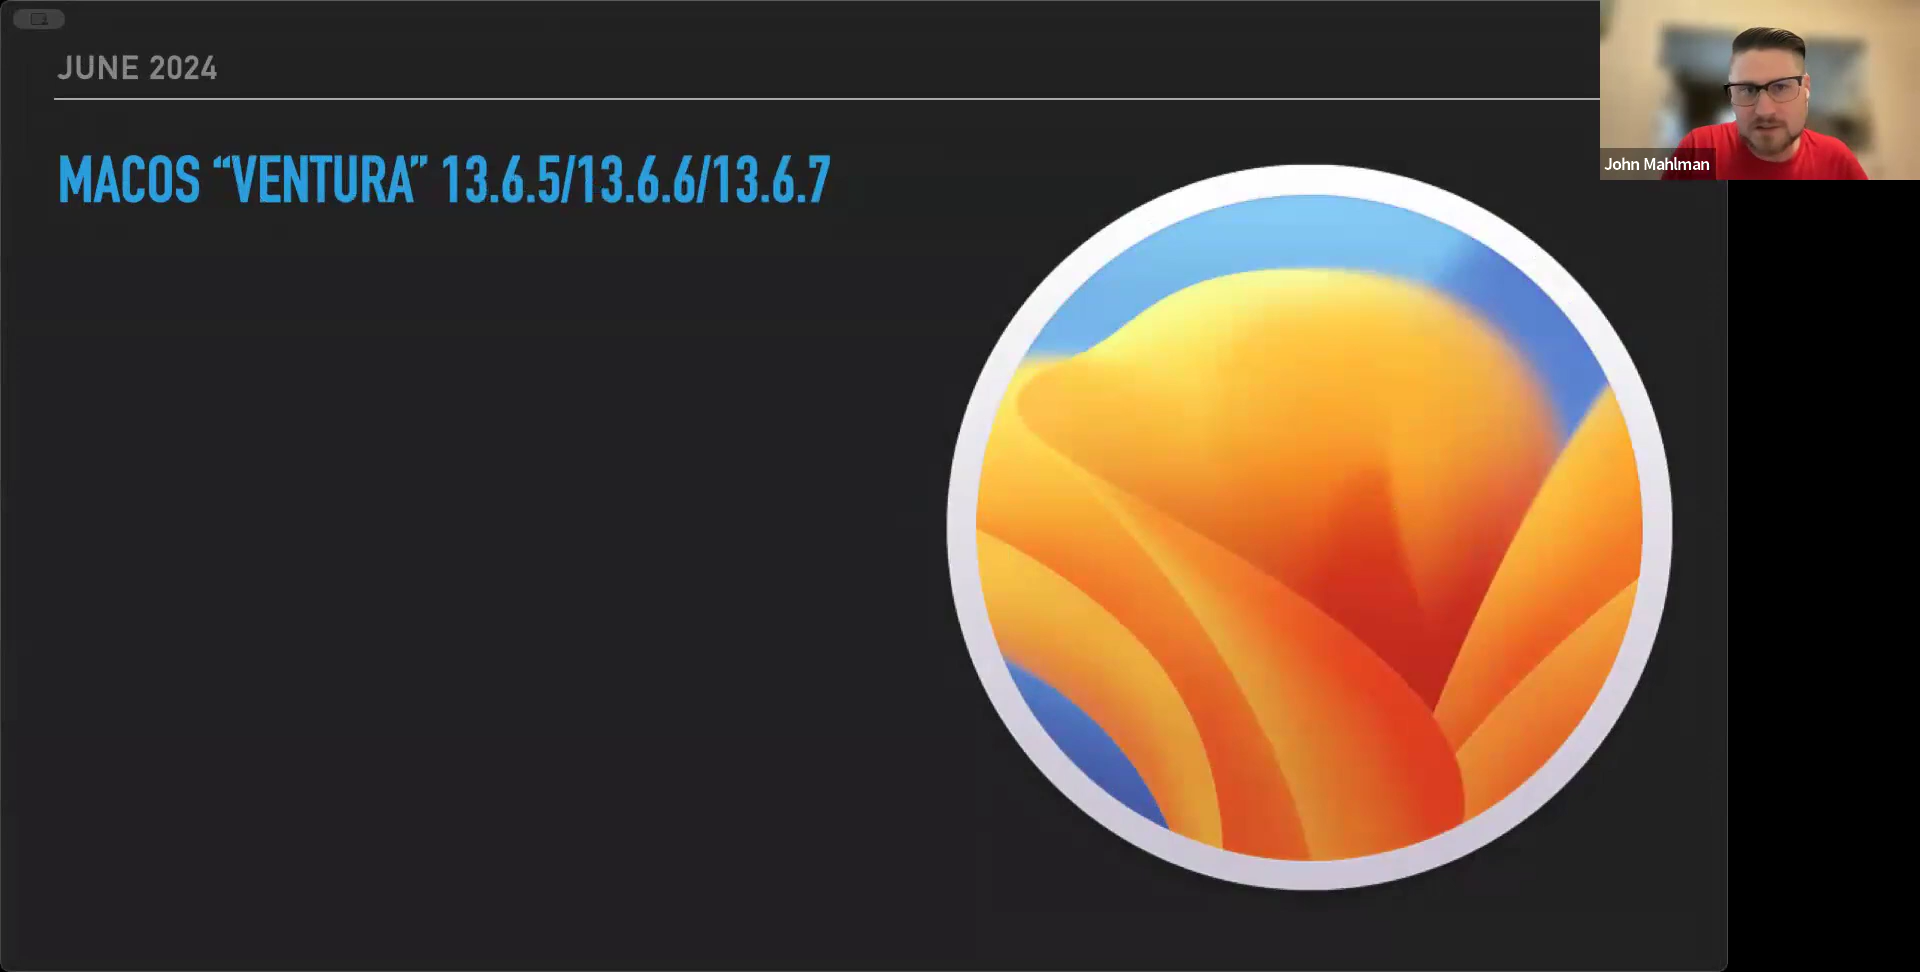 JUNE 2024
MACOS “VENTURA” 13.6.5/13.6.6/13.6.7
John Mahlman